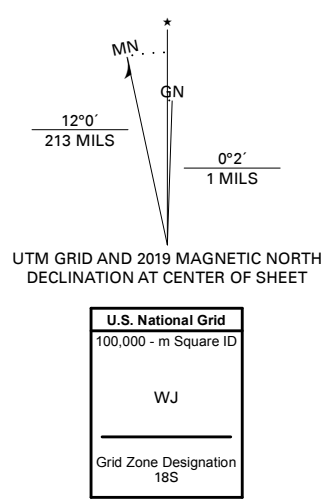 MN
GN
12°0´
213 MILS
0°2´
1 MILS
UTM GRID AND 2019 MAGNETIC NORTH
DECLINATION AT CENTER OF SHEET
U.S. National Grid
100,000 - m Square ID
WJ
Grid Zone Designation
18S